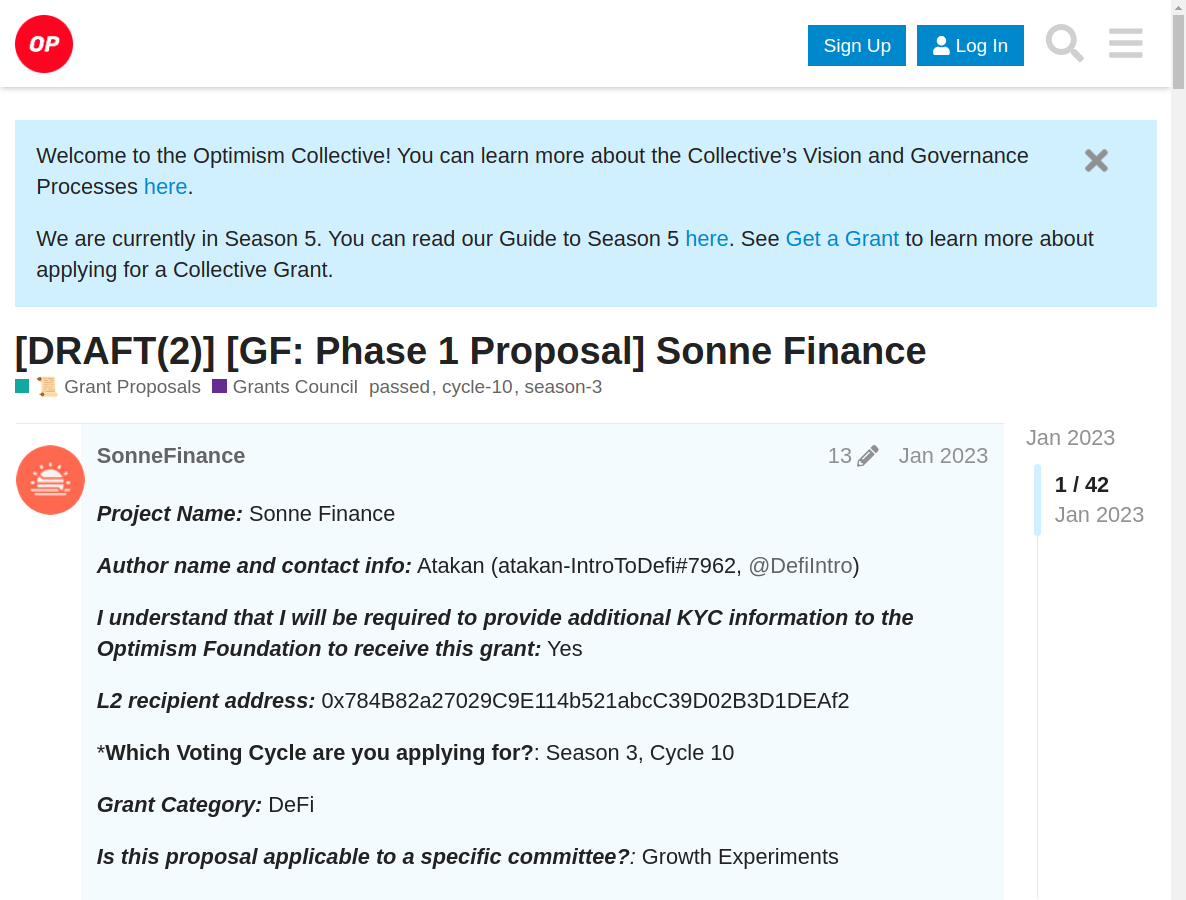 OP
Sign Up
Log In
Welcome to the Optimism Collective! You can learn more about the Collective’s Vision and Governance
Processes here.
We are currently in Season 5. You can read our Guide to Season 5 here. See Get a Grant to learn more about
applying for a Collective Grant.
[DRAFT(2)] [GF: Phase 1 Proposal] Sonne Finance
Grant Proposals Grants Council passed, cycle-10, season-3
SonneFinance 13 Jan 2023
Jan 2023
1 / 42
Jan 2023
Project Name: Sonne Finance
Author name and contact info: Atakan (atakan-IntroToDefi#7962, @DefiIntro)
I understand that I will be required to provide additional KYC information to the
Optimism Foundation to receive this grant: Yes
L2 recipient address: 0x784B82a27029C9E114b521abcC39D02B3D1DEAf2
*Which Voting Cycle are you applying for?: Season 3, Cycle 10
Grant Category: DeFi
Is this proposal applicable to a specific committee?: Growth Experiments